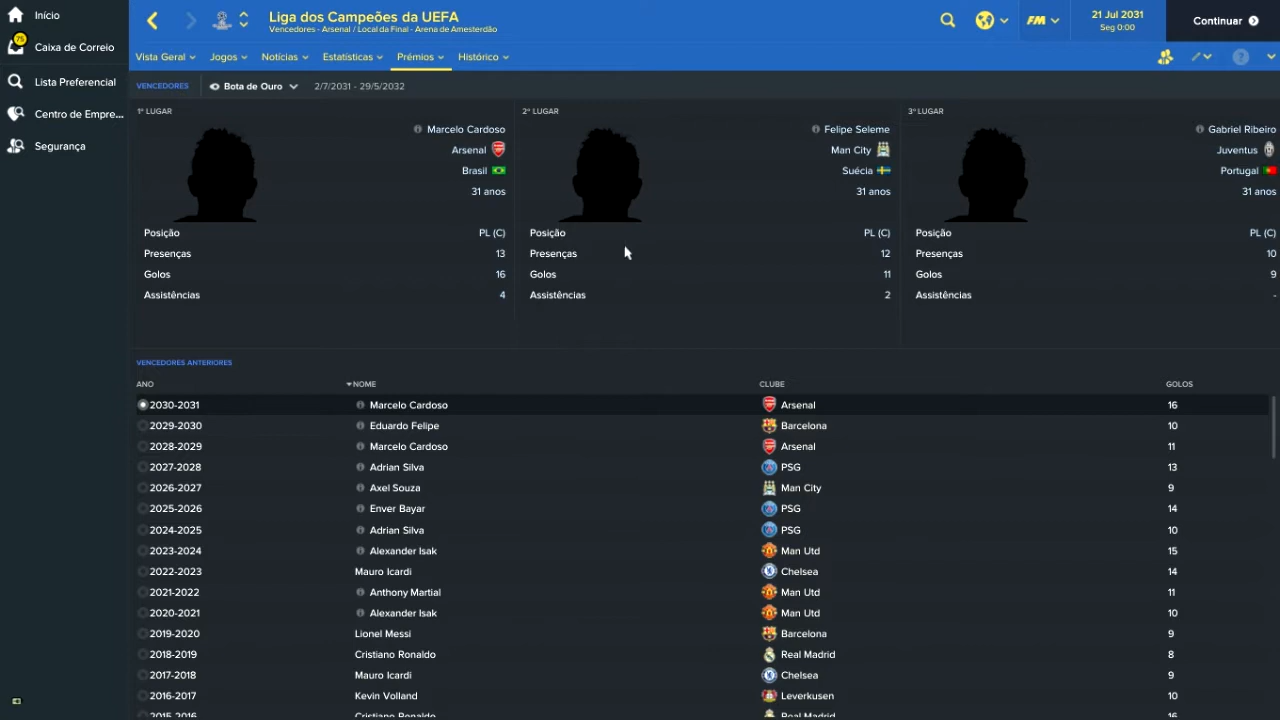 Início
75
Caixa de Correio
Lista Preferencial
Centro de Empre...
Segurança
Liga dos Campeões da UEFA
Vencedores - Arsenal / Local da Final - Arena de Amesterdão
FM
21 Jul 2031
Seg 0:00
Continuar
Vista Geral
Jogos
Notícias
Estatísticas
Prémios
Histórico
?
VENCEDORES
Bota de Ouro
2/7/2031 - 29/5/2032
1º LUGAR
Marcelo Cardoso
Arsenal
Brasil
31 anos
Posição PL (C)
Presenças 13
Golos 16
Assistências 4
2º LUGAR
Felipe Seleme
Man City
Suécia
31 anos
Posição PL (C)
Presenças 12
Golos 11
Assistências 2
3º LUGAR
Gabriel Ribeiro
Juventus
Portugal
31 anos
Posição PL (C)
Presenças 10
Golos 9
Assistências -
VENCEDORES ANTERIORES
ANO NOME CLUBE GOLOS
2030-2031 Marcelo Cardoso Arsenal 16
2029-2030 Eduardo Felipe Barcelona 10
2028-2029 Marcelo Cardoso Arsenal 11
2027-2028 Adrian Silva PSG 13
2026-2027 Axel Souza Man City 9
2025-2026 Enver Bayar PSG 14
2024-2025 Adrian Silva PSG 10
2023-2024 Alexander Isak Man Utd 15
2022-2023 Mauro Icardi Chelsea 14
2021-2022 Anthony Martial Man Utd 11
2020-2021 Alexander Isak Man Utd 10
2019-2020 Lionel Messi Barcelona 9
2018-2019 Cristiano Ronaldo Real Madrid 8
2017-2018 Mauro Icardi Chelsea 9
2016-2017 Kevin Volland Leverkusen 10
2015-2016 Cristiano Ronaldo Real Madrid 16